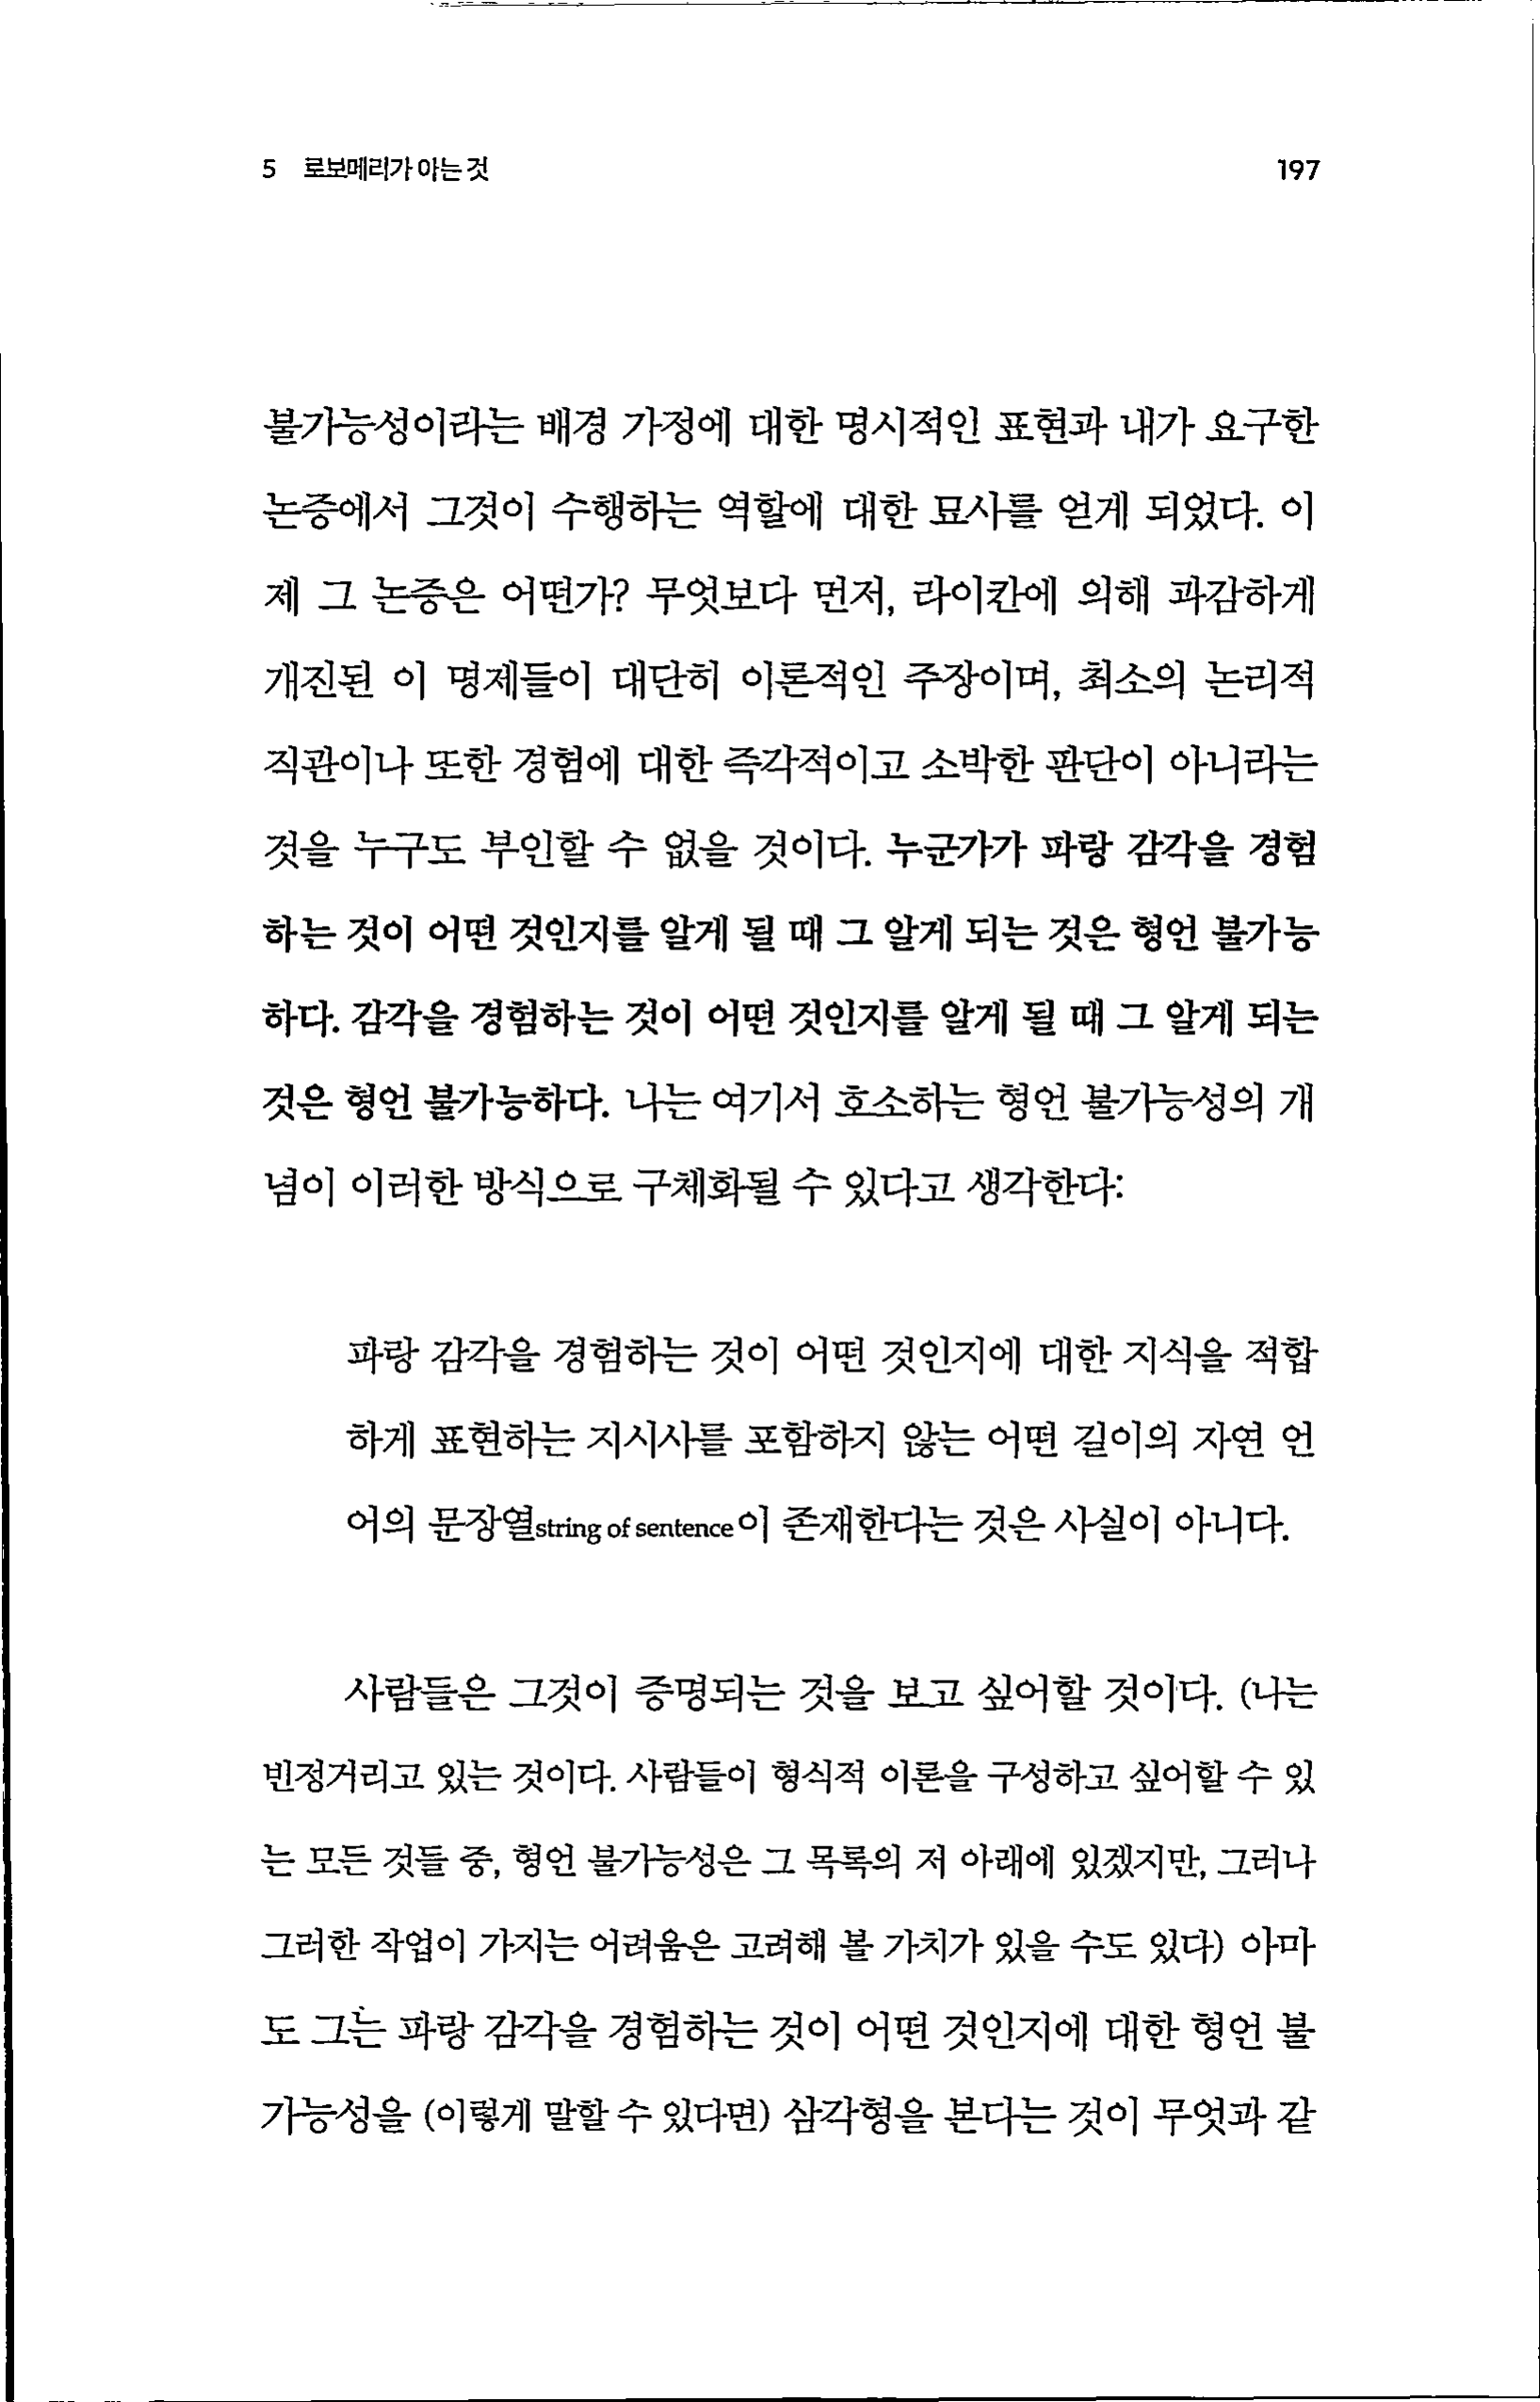 5 로보메리가 아는 것 197
불가능성이라는 배경 가정에 대한 명시적인 표현과 내가 요구한
논증에서 그것이 수행하는 역할에 대한 묘사를 얻게 되었다. 이
제 그 논증은 어떤가? 무엇보다 먼저, 라이칸에 의해 과감하게
개진된 이 명제들이 대단히 이론적인 주장이며, 최소의 논리적
직관이나 또한 경험에 대한 즉각적이고 소박한 판단이 아니라는
것을 누구도 부인할 수 없을 것이다. 누군가가 파랑 감각을 경험
하는 것이 어떤 것인지를 알게 될 때 그 알게 되는 것은 형언 불가능
하다. 감각을 경험하는 것이 어떤 것인지를 알게 될 때 그 알게 되는
것은 형언 불가능하다. 나는 여기서 호소하는 형언 불가능성의 개
념이 이러한 방식으로 구체화될 수 있다고 생각한다:
파랑 감각을 경험하는 것이 어떤 것인지에 대한 지식을 적합
하게 표현하는 지시사를 포함하지 않는 어떤 길이의 자연 언
어의 문장열string of sentence이 존재한다는 것은 사실이 아니다.
사람들은 그것이 증명되는 것을 보고 싶어할 것이다. (나는
빈정거리고 있는 것이다. 사람들이 형식적 이론을 구성하고 싶어할 수 있
는 모든 것들 중, 형언 불가능성은 그 목록의 저 아래에 있겠지만, 그러나
그러한 작업이 가지는 어려움은 고려해 볼 가치가 있을 수도 있다) 아마
도 그는 파랑 감각을 경험하는 것이 어떤 것인지에 대한 형언 불
가능성을 (이렇게 말할 수 있다면) 삼각형을 본다는 것이 무엇과 같